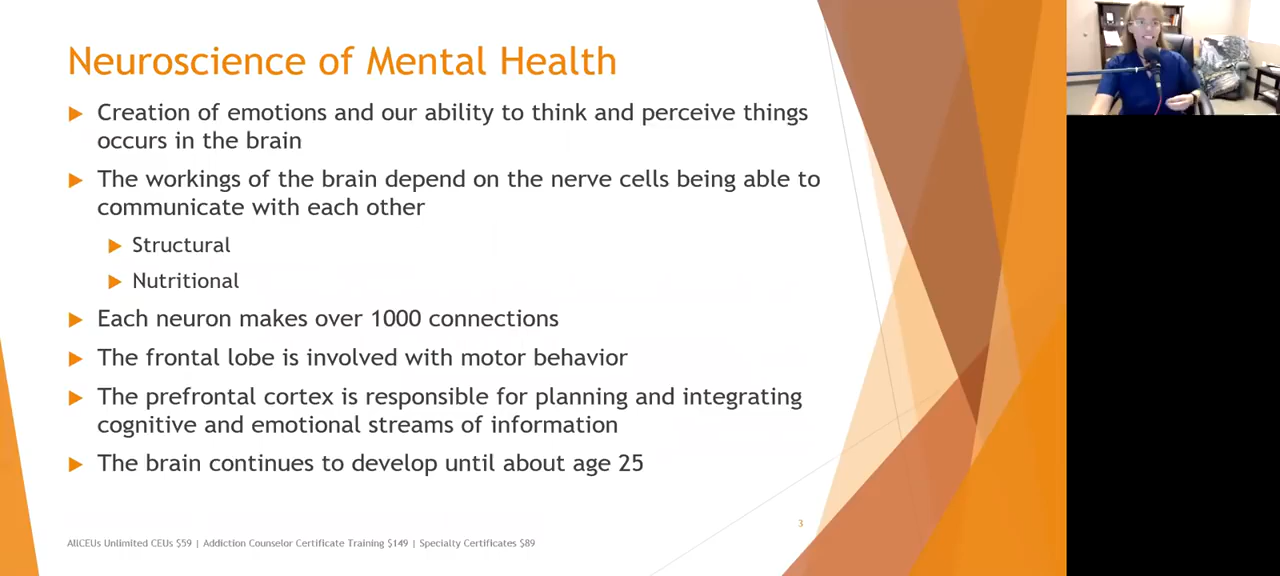 Neuroscience of Mental Health
Creation of emotions and our ability to think and perceive things
occurs in the brain
The workings of the brain depend on the nerve cells being able to
communicate with each other
Structural
Nutritional
Each neuron makes over 1000 connections
The frontal lobe is involved with motor behavior
The prefrontal cortex is responsible for planning and integrating
cognitive and emotional streams of information
The brain continues to develop until about age 25
3
AllCEUs Unlimited CEUs $59 | Addiction Counselor Certificate Training $149 | Specialty Certificates $89